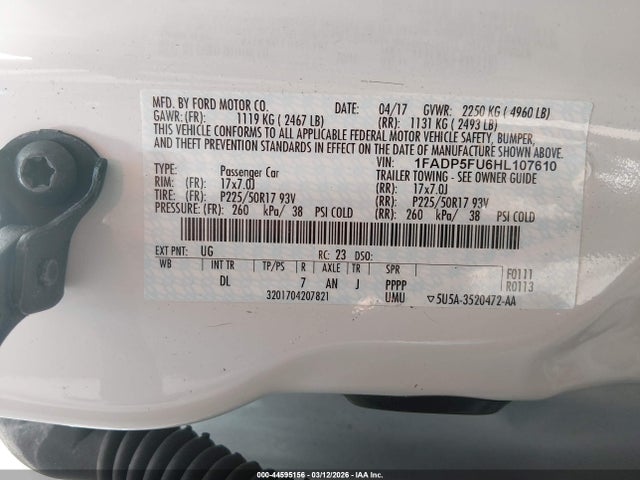 MFD. BY FORD MOTOR CO. DATE: 04/17 GVWR: 2250 KG ( 4960 LB)
GAWR: (FR): 1119 KG ( 2467 LB) (RR): 1131 KG ( 2493 LB)
THIS VEHICLE CONFORMS TO ALL APPLICABLE FEDERAL MOTOR VEHICLE SAFETY, BUMPER,
AND THEFT PREVENTION STANDARDS IN EFFECT ON THE DATE OF MANUFACTURE SHOWN ABOVE.
VIN: 1FADP5FU6HL107610
TYPE: Passenger Car TRAILER TOWING - SEE OWNER GUIDE
RIM: (FR): 17x7.0J (RR): 17x7.0J
TIRE: (FR): P225/50R17 93V (RR): P225/50R17 93V
PRESSURE: (FR): 260 kPa/ 38 PSI COLD (RR): 260 kPa/ 38 PSI COLD
EXT PNT: UG RC: 23 DSO:
WB INT TR TP/PS R AXLE TR SPR F0111
DL 7 AN J PPPP R0113
3201704207821 UMU ▽5U5A-3520472-AA
000-44595156 - 03/12/2026 - IAA Inc.